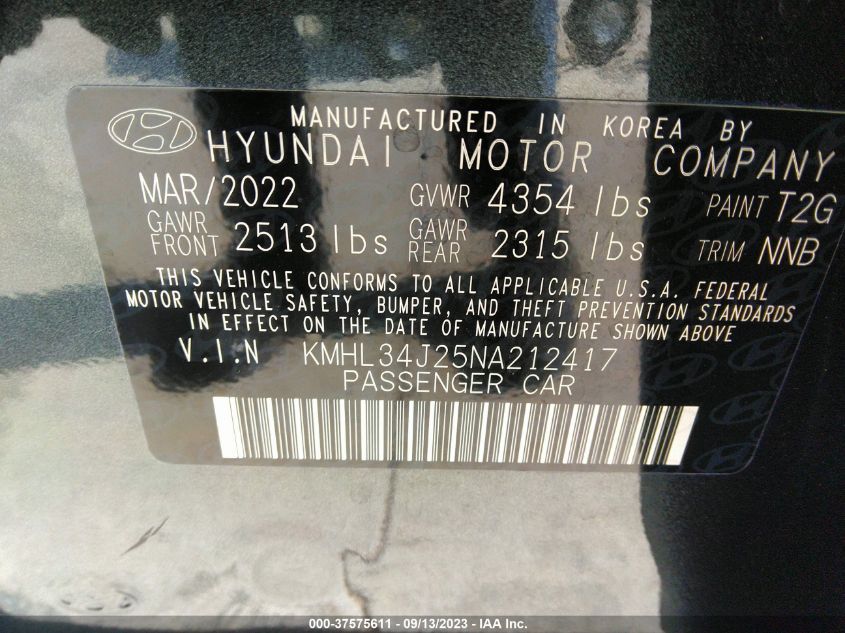 MANUFACTURED IN KOREA BY
HYUNDAI MOTOR COMPANY
MAR/2022 GVWR 4354 lbs PAINT T2G
GAWR FRONT 2513 lbs GAWR REAR 2315 lbs TRIM NNB
THIS VEHICLE CONFORMS TO ALL APPLICABLE U.S.A. FEDERAL
MOTOR VEHICLE SAFETY, BUMPER, AND THEFT PREVENTION STANDARDS
IN EFFECT ON THE DATE OF MANUFACTURE SHOWN ABOVE
V.I.N KMHL34J25NA212417
PASSENGER CAR
000-37575611 - 09/13/2023 - IAA Inc.